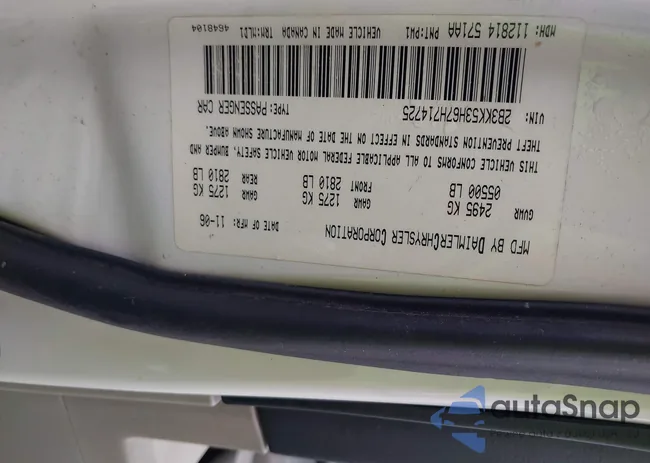 MFD BY DAIMLERCHRYSLER CORPORATION
DATE OF MFR: 11-06
GVWR 2495 KG 05500 LB
GAWR FRONT 1275 KG 2810 LB
GAWR REAR 1275 KG 2810 LB
THIS VEHICLE CONFORMS TO ALL APPLICABLE FEDERAL MOTOR VEHICLE SAFETY, BUMPER AND
THEFT PREVENTION STANDARDS IN EFFECT ON THE DATE OF MANUFACTURE SHOWN ABOVE.
VIN: 2B3KK53H67H714725 TYPE: PASSENGER CAR
MDH: 112814 571AA PNT: PW1 VEHICLE MADE IN CANADA TRM: MLD1 4648104
autoSnap